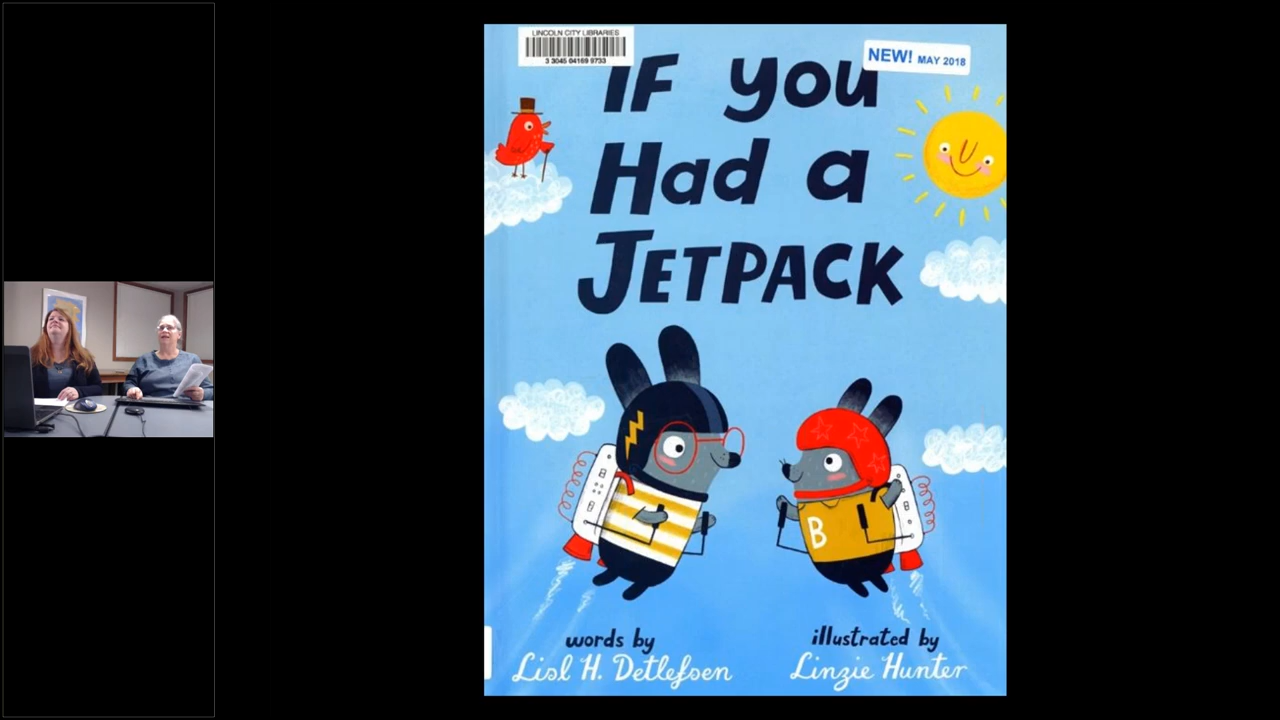 LINCOLN CITY LIBRARIES
3 3045 04169 9733
NEW! MAY 2018
IF you
Had a
JETPACK
B
words by
Lisl H. Detlefsen
illustrated by
Linzie Hunter